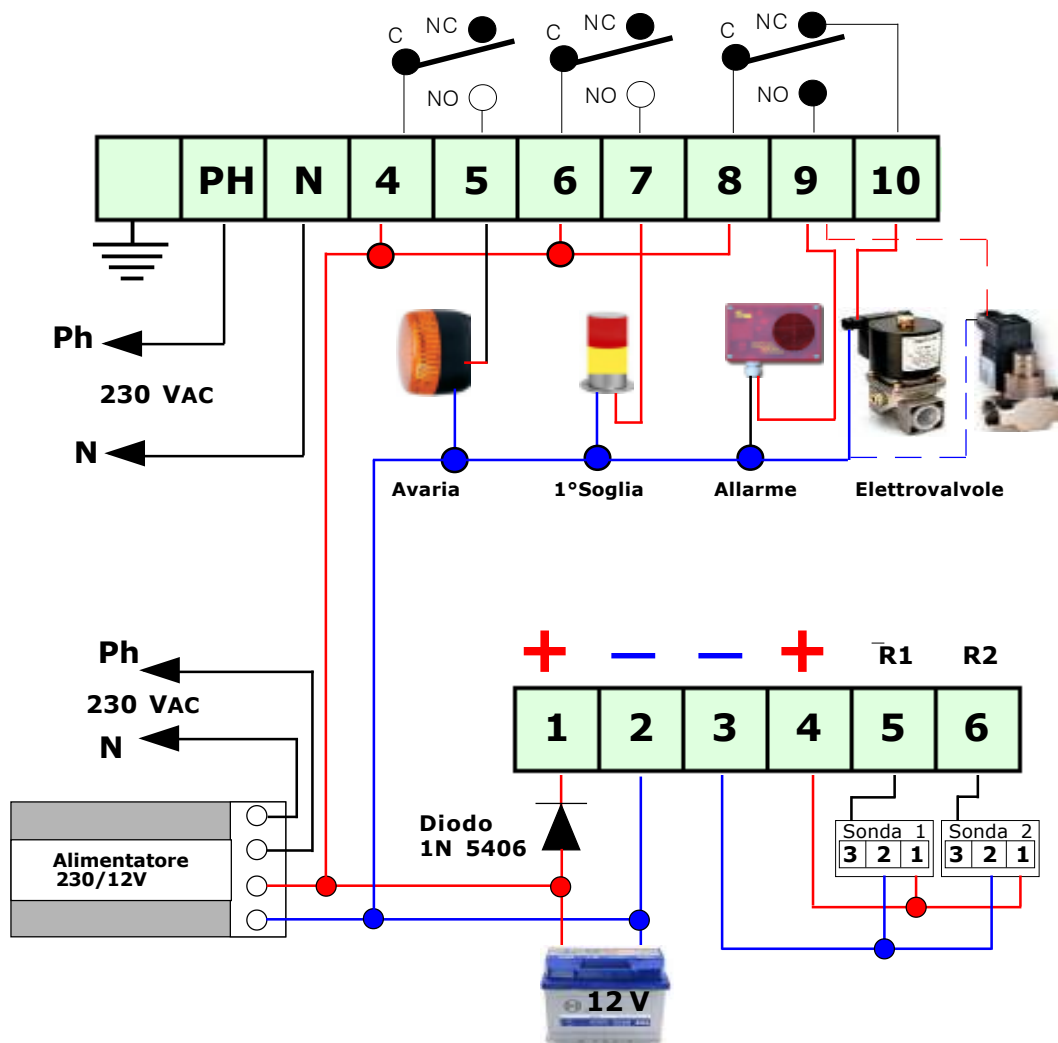 C NC C NC C NC
NO NO NO
PH N 4 5 6 7 8 9 10
Ph
230 VAC
N
Avaria 1°Soglia Allarme Elettrovalvole
+ — — + R1 R2
Ph
230 VAC
N
1 2 3 4 5 6
Diodo
1N 5406
Sonda 1 Sonda 2
3 2 1 3 2 1
Alimentatore
230/12V
12 V